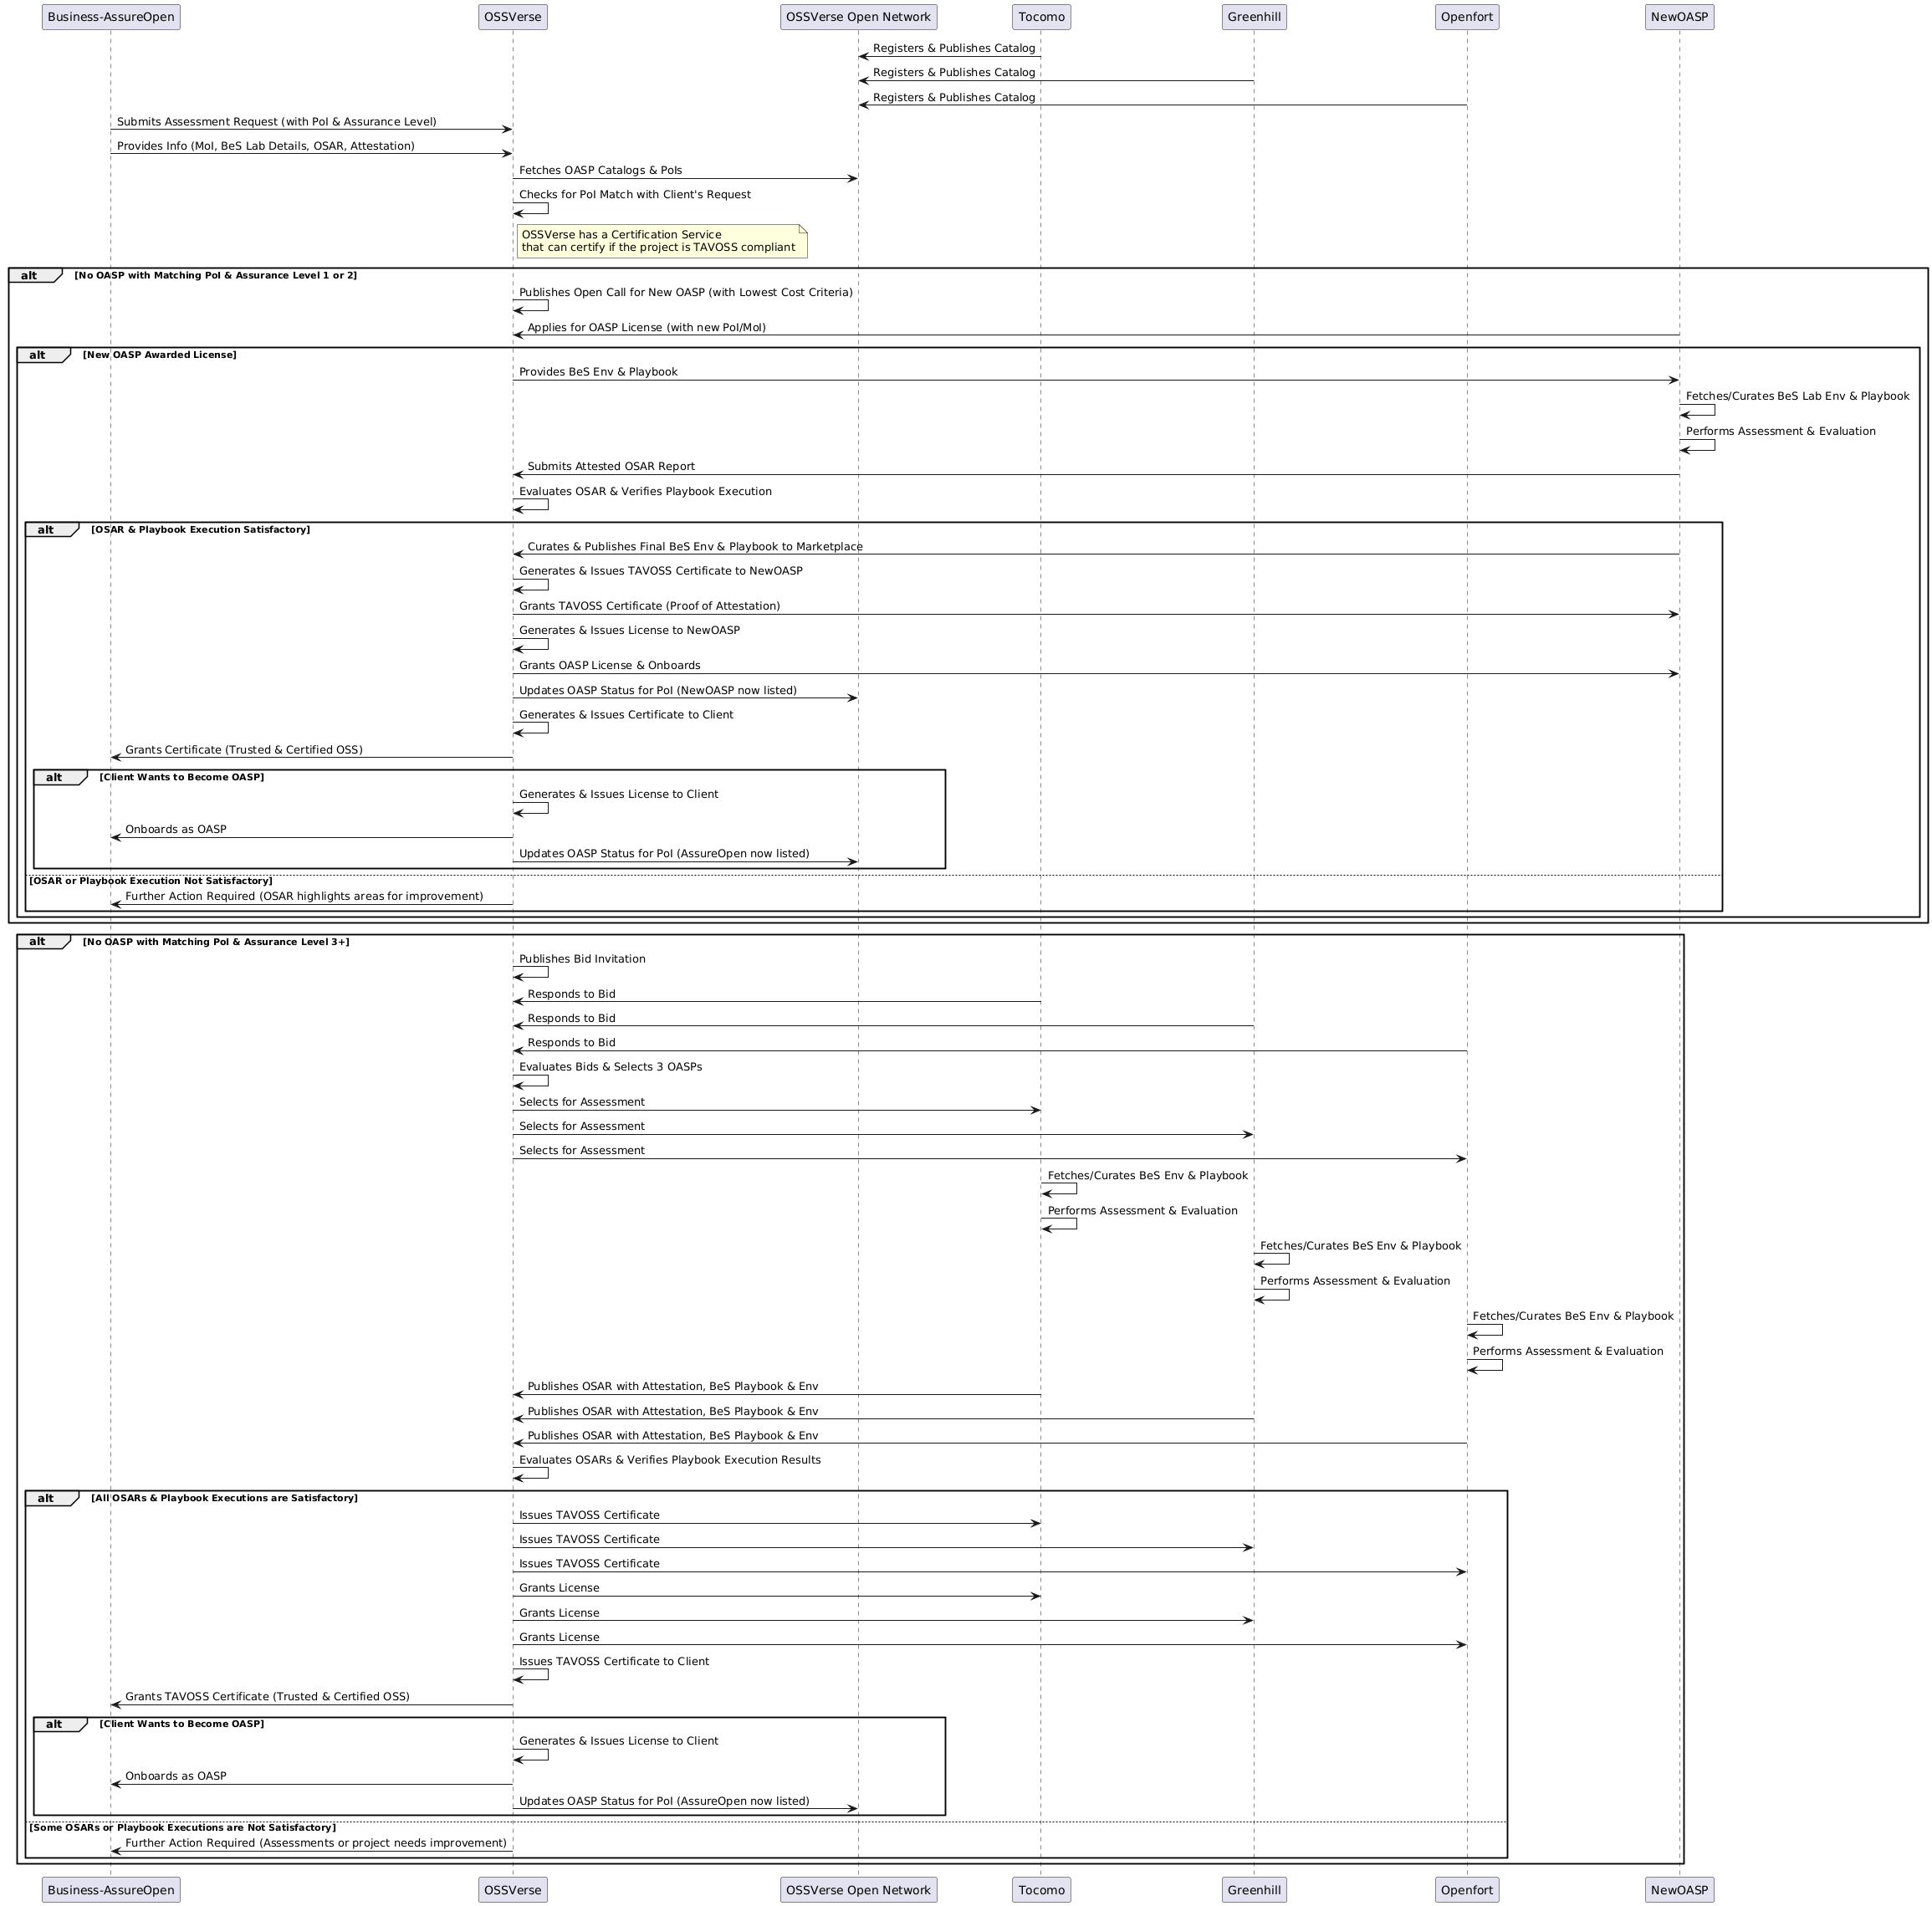 Business-AssureOpen
OSSVerse
OSSVerse Open Network
Tocomo
Greenhill
Openfort
NewOASP
Registers & Publishes Catalog
Registers & Publishes Catalog
Registers & Publishes Catalog
Submits Assessment Request (with PoI & Assurance Level)
Provides Info (MoI, BeS Lab Details, OSAR, Attestation)
Fetches OASP Catalogs & PoIs
Checks for PoI Match with Client's Request
OSSVerse has a Certification Service
that can certify if the project is TAVOSS compliant
alt [No OASP with Matching PoI & Assurance Level 1 or 2]
Publishes Open Call for New OASP (with Lowest Cost Criteria)
Applies for OASP License (with new PoI/MoI)
alt [New OASP Awarded License]
Provides BeS Env & Playbook
Fetches/Curates BeS Lab Env & Playbook
Performs Assessment & Evaluation
Submits Attested OSAR Report
Evaluates OSAR & Verifies Playbook Execution
alt [OSAR & Playbook Execution Satisfactory]
Curates & Publishes Final BeS Env & Playbook to Marketplace
Generates & Issues TAVOSS Certificate to NewOASP
Grants TAVOSS Certificate (Proof of Attestation)
Generates & Issues License to NewOASP
Grants OASP License & Onboards
Updates OASP Status for PoI (NewOASP now listed)
Generates & Issues Certificate to Client
Grants Certificate (Trusted & Certified OSS)
alt [Client Wants to Become OASP]
Generates & Issues License to Client
Onboards as OASP
Updates OASP Status for PoI (AssureOpen now listed)
[OSAR or Playbook Execution Not Satisfactory]
Further Action Required (OSAR highlights areas for improvement)
alt [No OASP with Matching PoI & Assurance Level 3+]
Publishes Bid Invitation
Responds to Bid
Responds to Bid
Responds to Bid
Evaluates Bids & Selects 3 OASPs
Selects for Assessment
Selects for Assessment
Selects for Assessment
Fetches/Curates BeS Env & Playbook
Performs Assessment & Evaluation
Fetches/Curates BeS Env & Playbook
Performs Assessment & Evaluation
Fetches/Curates BeS Env & Playbook
Performs Assessment & Evaluation
Publishes OSAR with Attestation, BeS Playbook & Env
Publishes OSAR with Attestation, BeS Playbook & Env
Publishes OSAR with Attestation, BeS Playbook & Env
Evaluates OSARs & Verifies Playbook Execution Results
alt [All OSARs & Playbook Executions are Satisfactory]
Issues TAVOSS Certificate
Issues TAVOSS Certificate
Issues TAVOSS Certificate
Grants License
Grants License
Grants License
Issues TAVOSS Certificate to Client
Grants TAVOSS Certificate (Trusted & Certified OSS)
alt [Client Wants to Become OASP]
Generates & Issues License to Client
Onboards as OASP
Updates OASP Status for PoI (AssureOpen now listed)
[Some OSARs or Playbook Executions are Not Satisfactory]
Further Action Required (Assessments or project needs improvement)
Business-AssureOpen
OSSVerse
OSSVerse Open Network
Tocomo
Greenhill
Openfort
NewOASP